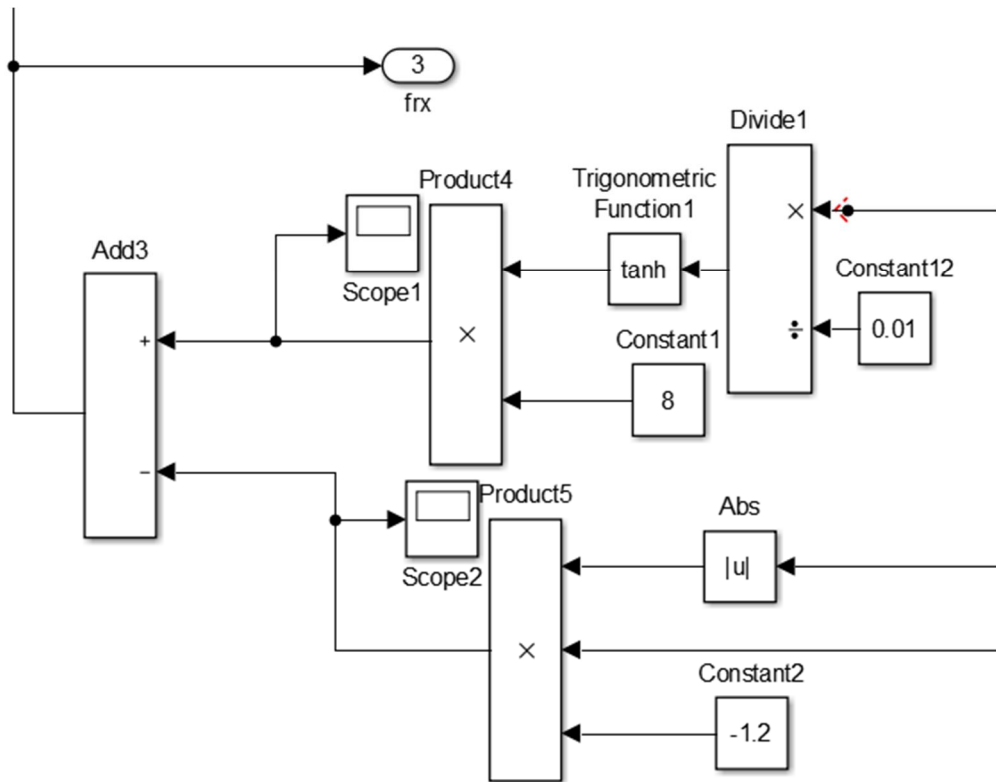 3
frx
Divide1
×
÷
Product4
×
Trigonometric
Function1
tanh
Constant12
0.01
Scope1
Add3
+
−
Constant1
8
Product5
×
Scope2
Abs
|u|
Constant2
-1.2